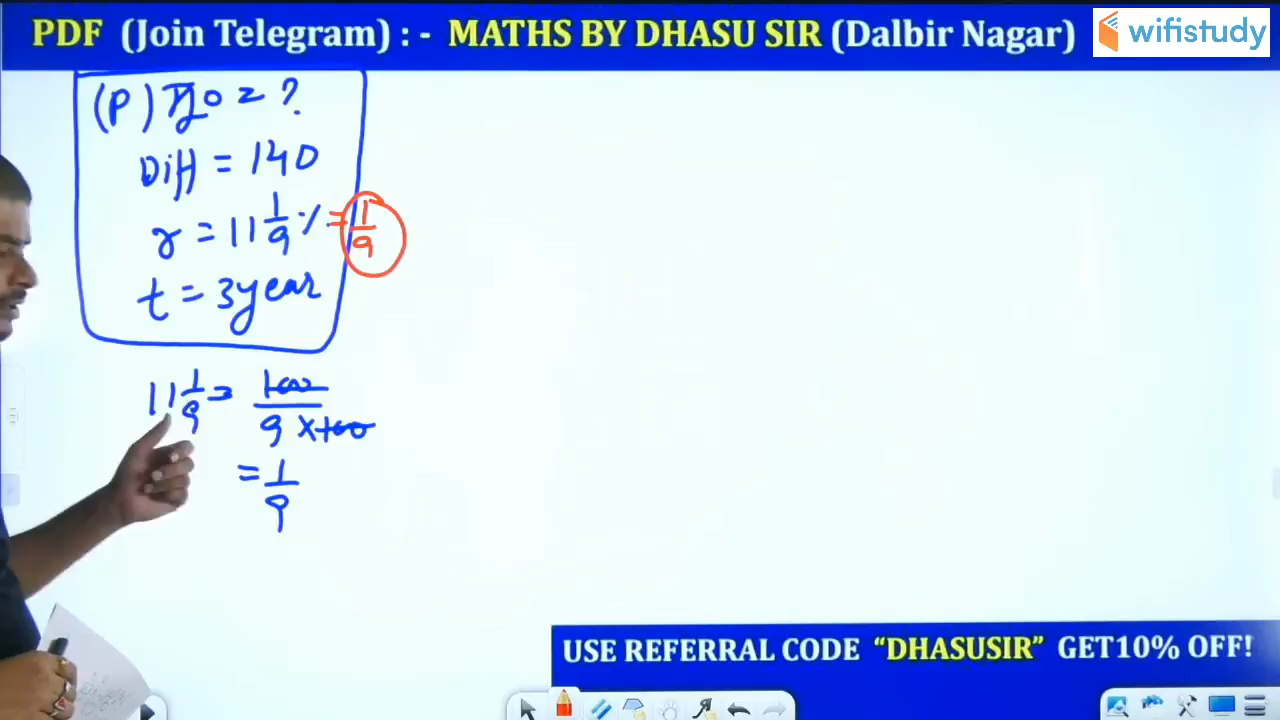 PDF (Join Telegram) : - MATHS BY DHASU SIR (Dalbir Nagar)
wifistudy
(P) मू० = ?
Diff = 140
r = 11 1/9 % = 1/9
t = 3year
11 1/9 => 100/9×100
= 1/9
USE REFERRAL CODE “DHASUSIR” GET10% OFF!